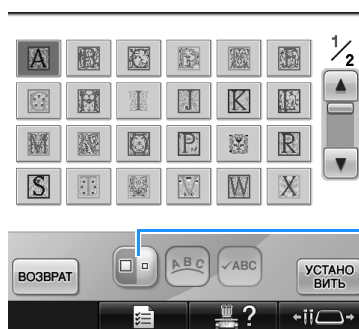 1/2
A B C D E F
G H I J K L
M N O P Q R
S T U V W X
ВОЗВРАТ
ABC
✓ABC
УСТАНО
ВИТЬ
?